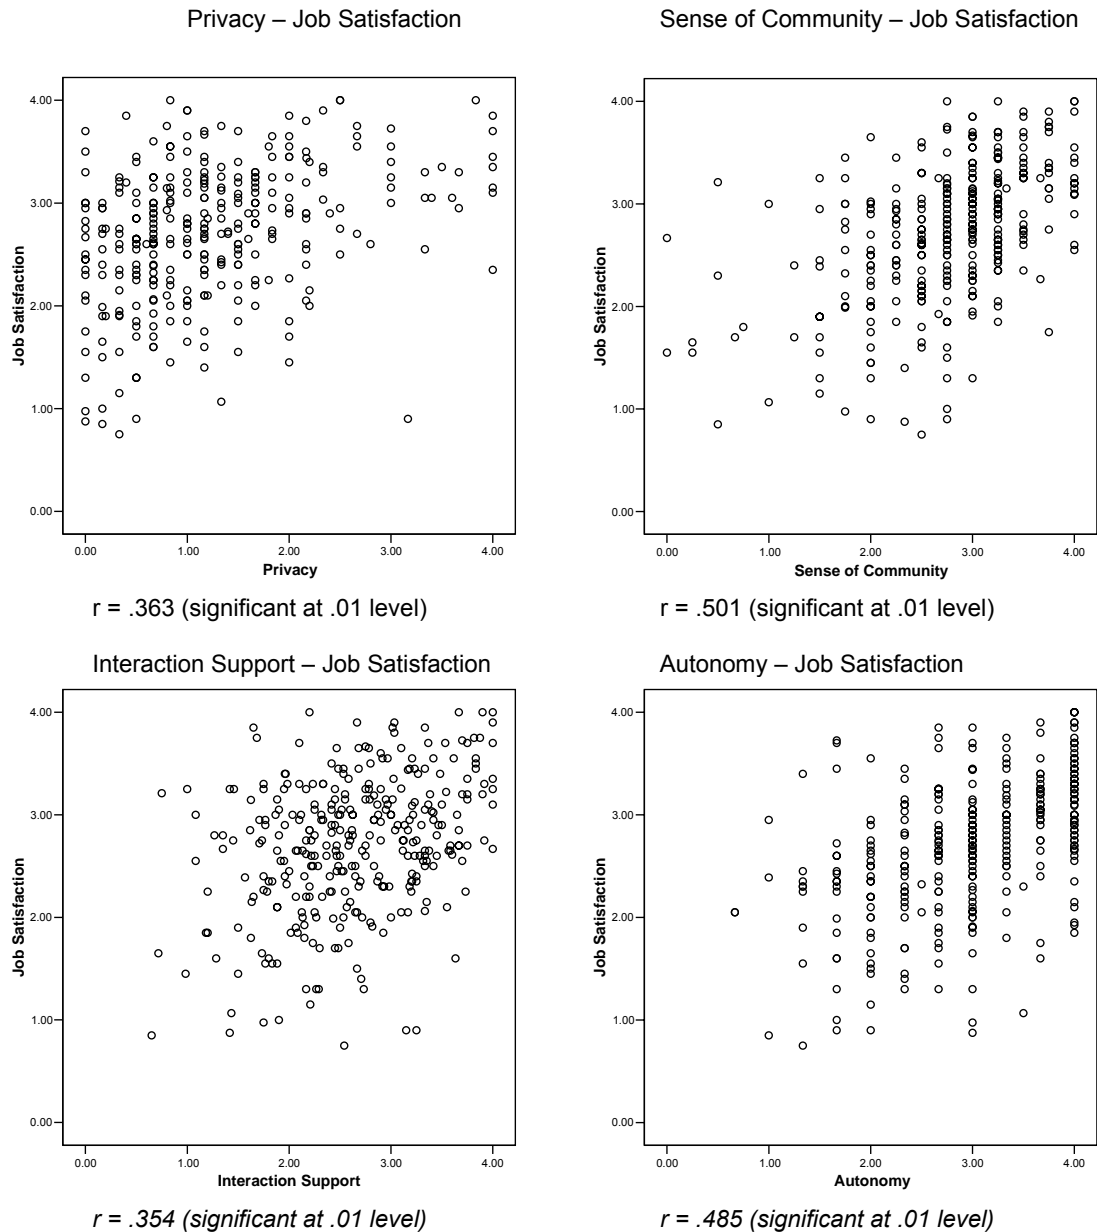 Privacy – Job Satisfaction
Sense of Community – Job Satisfaction
4.00
3.00
2.00
1.00
0.00
Job Satisfaction
0.00 1.00 2.00 3.00 4.00
Privacy
4.00
3.00
2.00
1.00
0.00
Job Satisfaction
0.00 1.00 2.00 3.00 4.00
Sense of Community
r = .363 (significant at .01 level)
r = .501 (significant at .01 level)
Interaction Support – Job Satisfaction
Autonomy – Job Satisfaction
4.00
3.00
2.00
1.00
0.00
Job Satisfaction
0.00 1.00 2.00 3.00 4.00
Interaction Support
4.00
3.00
2.00
1.00
0.00
Job Satisfaction
0.00 1.00 2.00 3.00 4.00
Autonomy
r = .354 (significant at .01 level)
r = .485 (significant at .01 level)